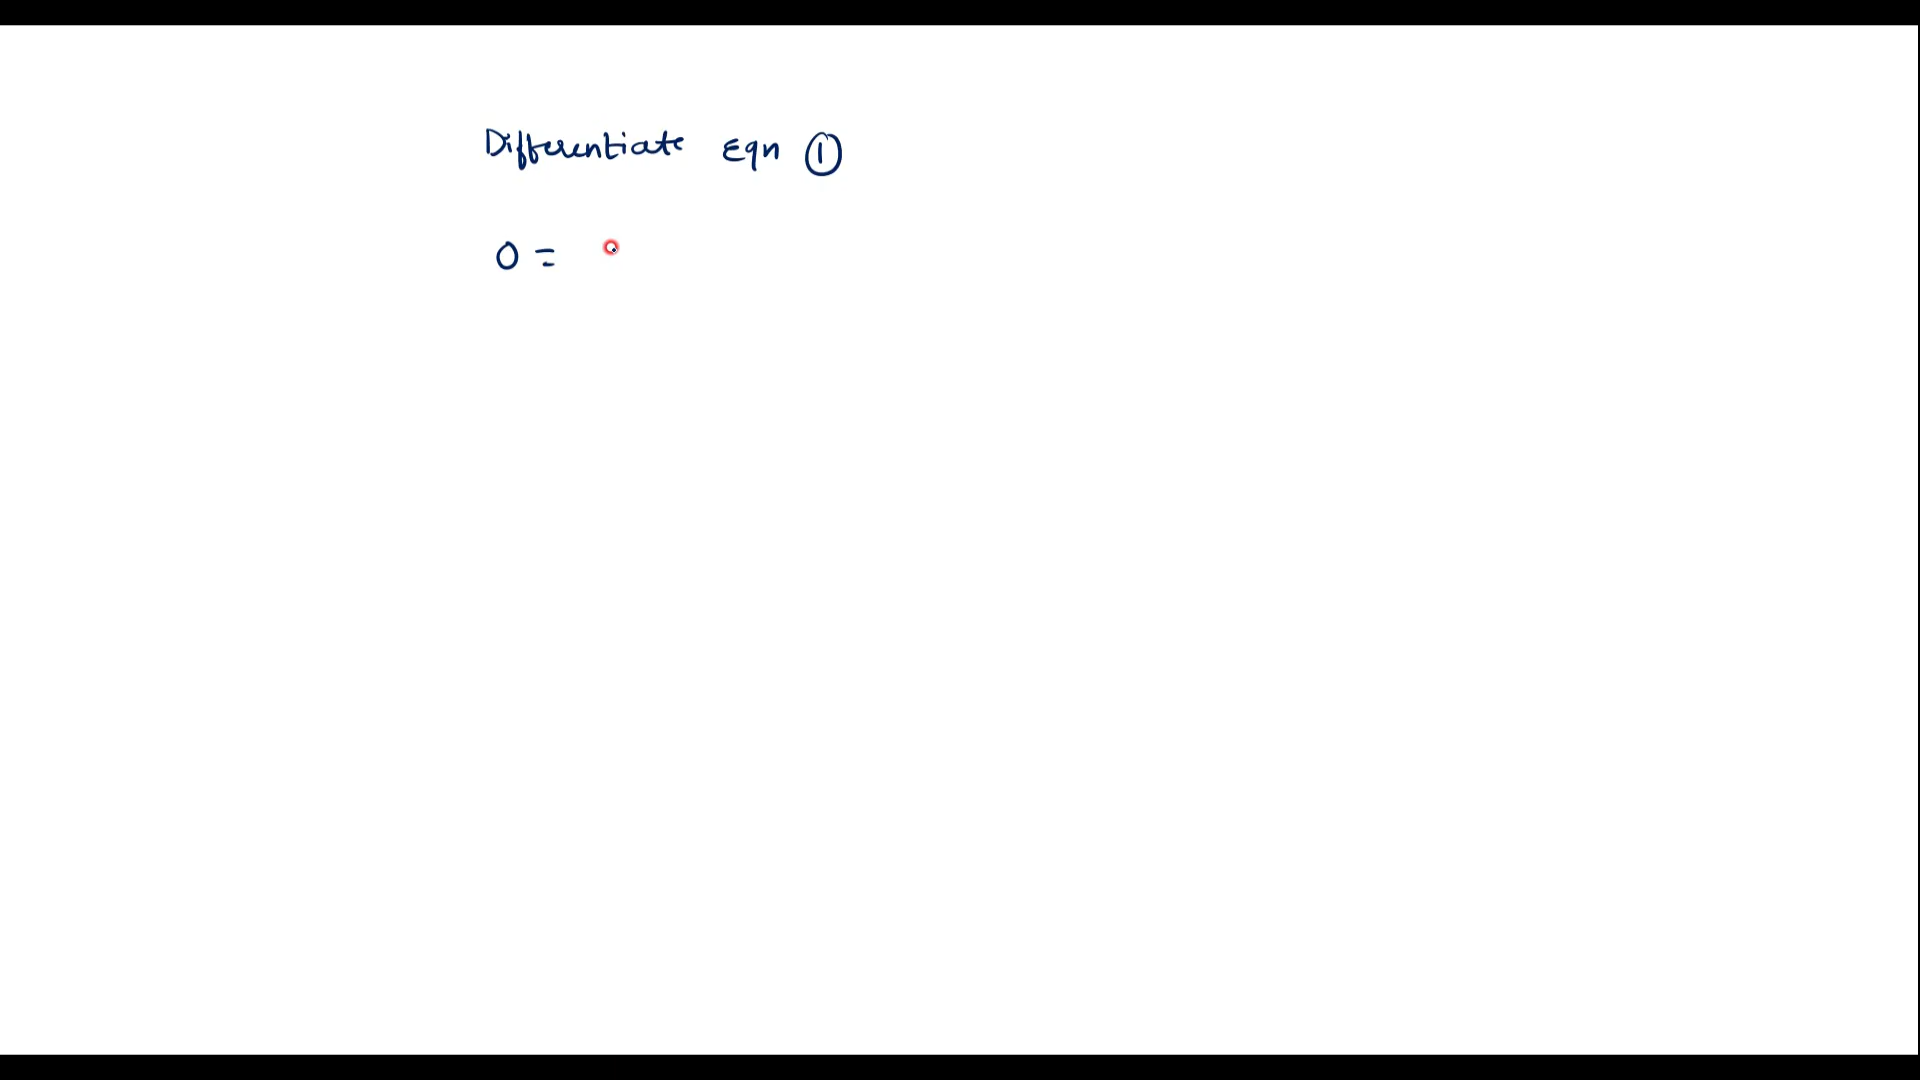 Differentiate Eqn ①
0 =